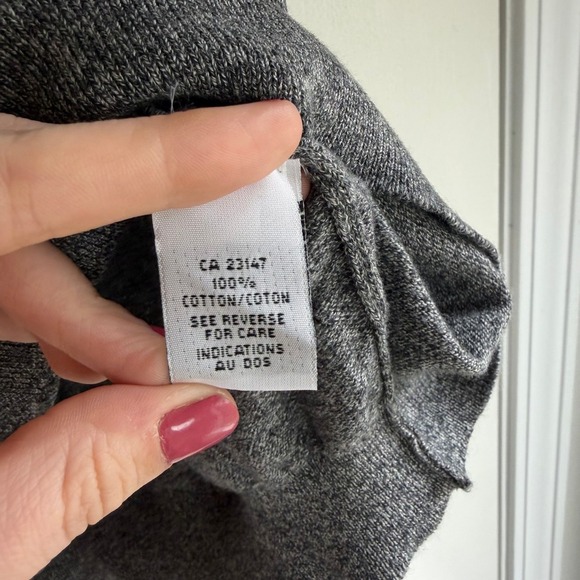 CA 23147
100%
COTTON/COTON
SEE REVERSE
FOR CARE
INDICATIONS
AU DOS